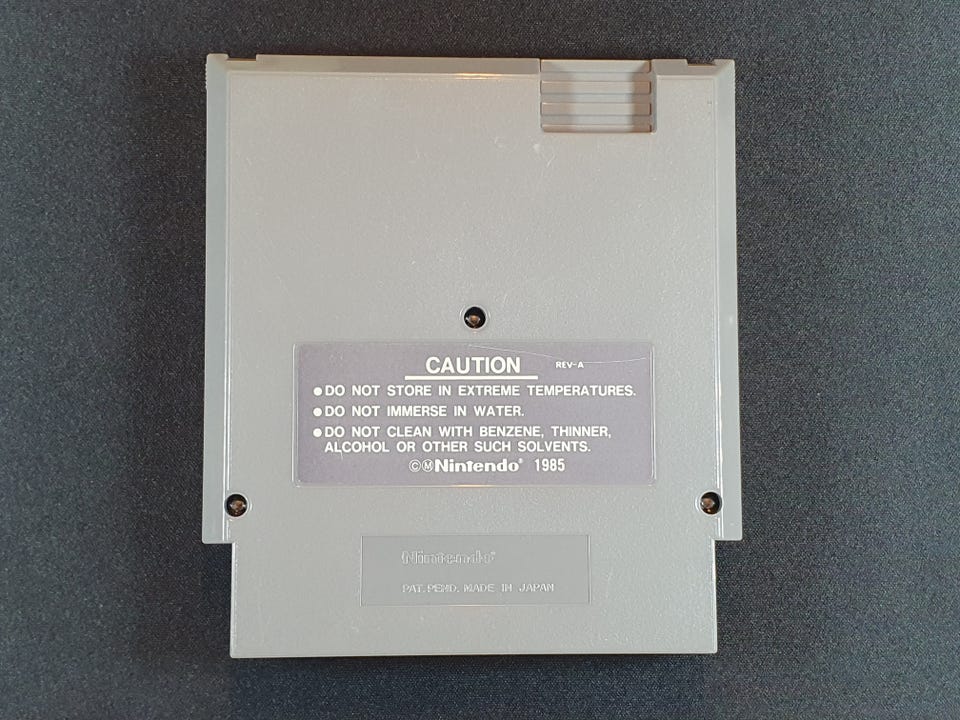 CAUTION REV-A
●DO NOT STORE IN EXTREME TEMPERATURES.
●DO NOT IMMERSE IN WATER.
●DO NOT CLEAN WITH BENZENE, THINNER,
ALCOHOL OR OTHER SUCH SOLVENTS.
©ⓂNintendo® 1985
Nintendo®
PAT. PEND. MADE IN JAPAN